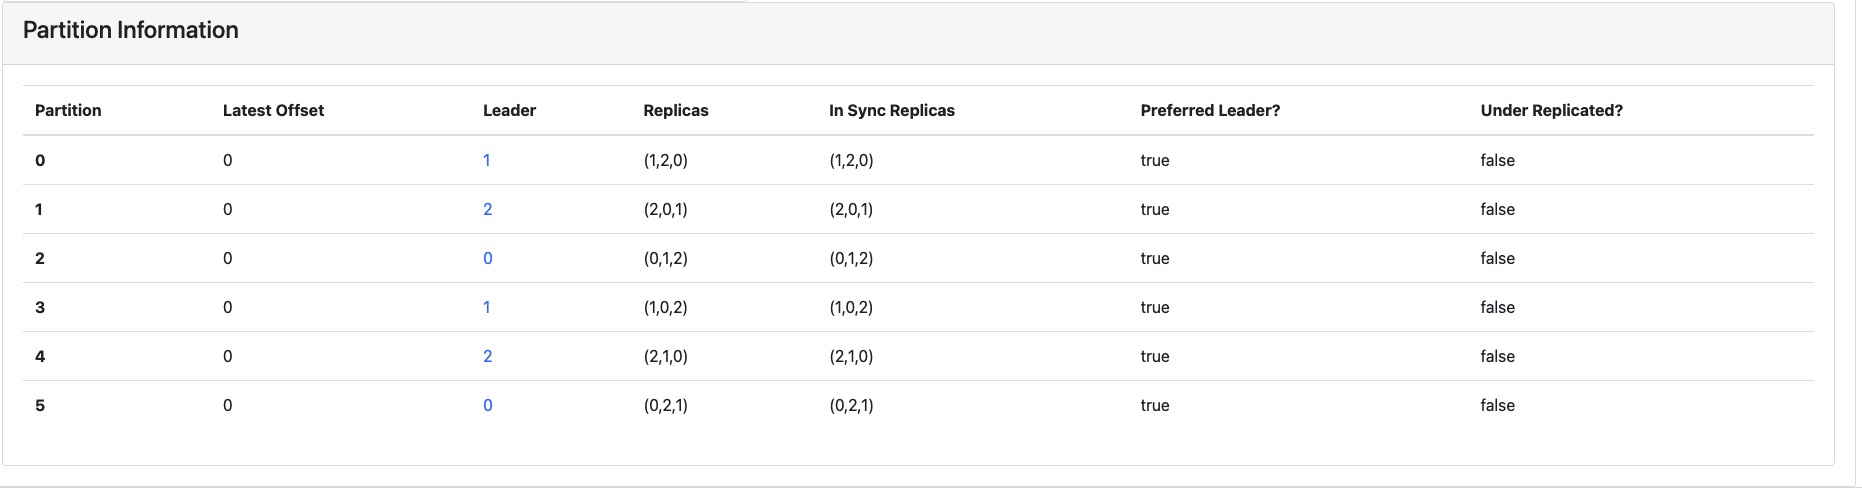 Partition Information
Partition Latest Offset Leader Replicas In Sync Replicas Preferred Leader? Under Replicated?
0 0 1 (1,2,0) (1,2,0) true false
1 0 2 (2,0,1) (2,0,1) true false
2 0 0 (0,1,2) (0,1,2) true false
3 0 1 (1,0,2) (1,0,2) true false
4 0 2 (2,1,0) (2,1,0) true false
5 0 0 (0,2,1) (0,2,1) true false